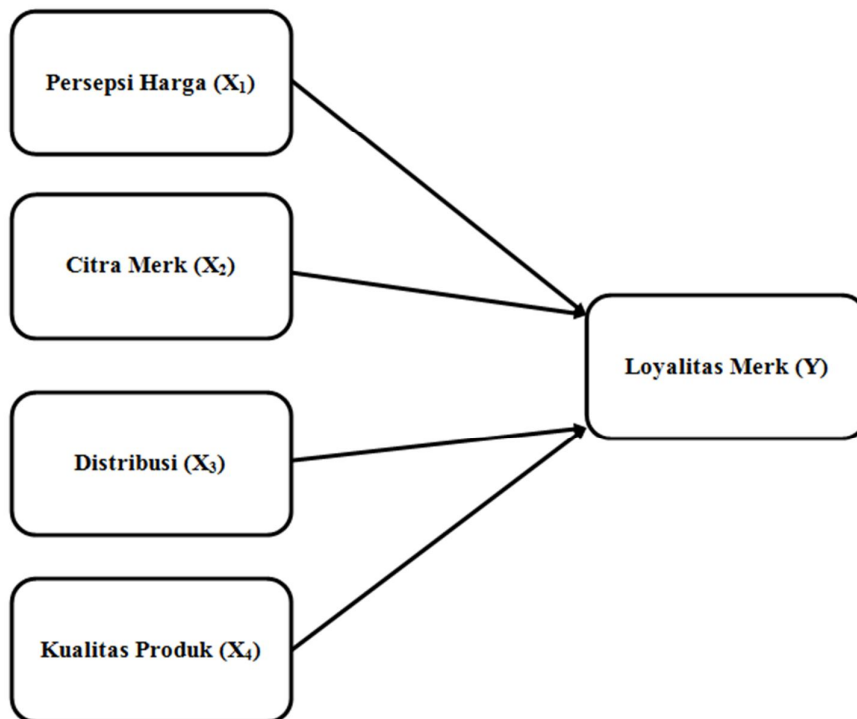 Persepsi Harga (X₁)
Citra Merk (X₂)
Distribusi (X₃)
Kualitas Produk (X₄)
Loyalitas Merk (Y)